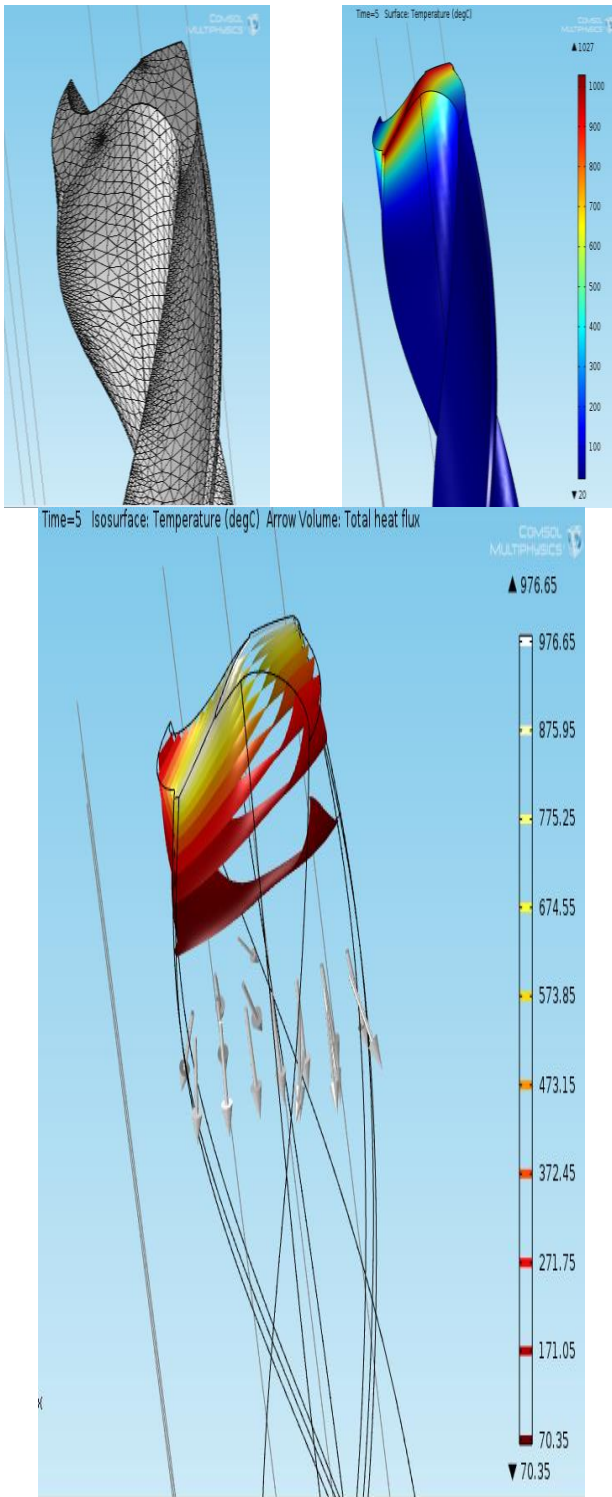 COMSOL
MULTIPHYSICS
Time=5 Surface: Temperature (degC)
COMSOL
MULTIPHYSICS
▲ 1027
1000
900
800
700
600
500
400
300
200
100
▼ 20
Time=5 Isosurface: Temperature (degC) Arrow Volume: Total heat flux
COMSOL
MULTIPHYSICS
▲ 976.65
976.65
875.95
775.25
674.55
573.85
473.15
372.45
271.75
171.05
70.35
▼ 70.35
x